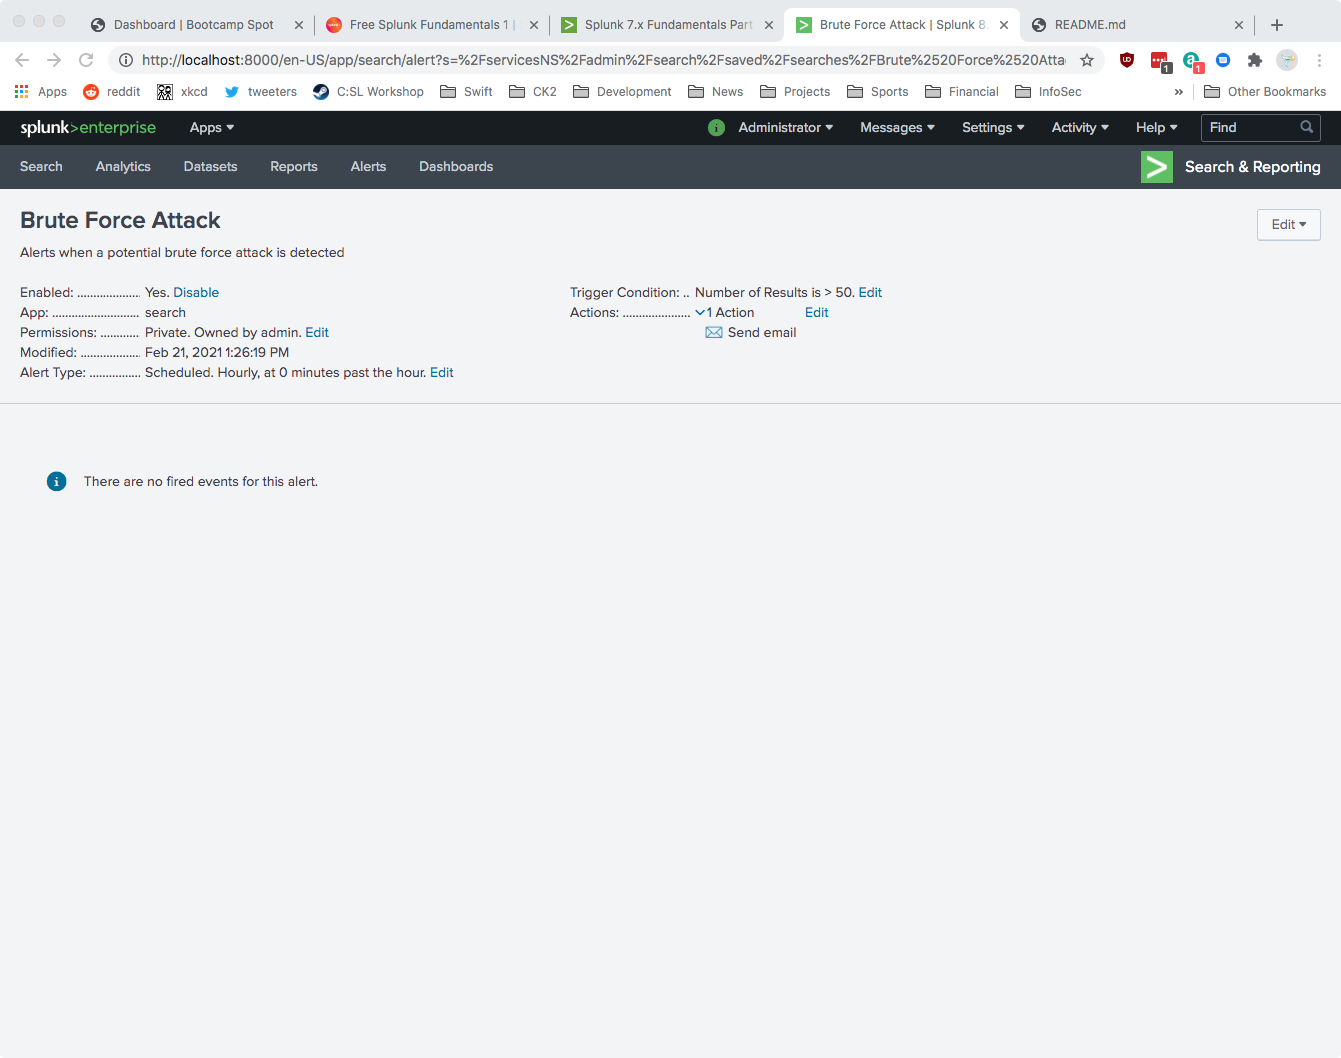 Dashboard | Bootcamp Spot
Free Splunk Fundamentals 1 |
Splunk 7.x Fundamentals Part
Brute Force Attack | Splunk 8.
README.md
http://localhost:8000/en-US/app/search/alert?s=%2FservicesNS%2Fadmin%2Fsearch%2Fsaved%2Fsearches%2FBrute%2520Force%2520Atta
1
1
Apps reddit xkcd tweeters C:SL Workshop Swift CK2 Development News Projects Sports Financial InfoSec » Other Bookmarks
splunk>enterprise Apps Administrator Messages Settings Activity Help Find
Search Analytics Datasets Reports Alerts Dashboards Search & Reporting
Brute Force Attack
Edit
Alerts when a potential brute force attack is detected
Enabled: ................... Yes. Disable
App: ........................... search
Permissions: ............ Private. Owned by admin. Edit
Modified: .................. Feb 21, 2021 1:26:19 PM
Alert Type: ................ Scheduled. Hourly, at 0 minutes past the hour. Edit
Trigger Condition: .. Number of Results is > 50. Edit
Actions: ..................... 1 Action Edit
Send email
There are no fired events for this alert.